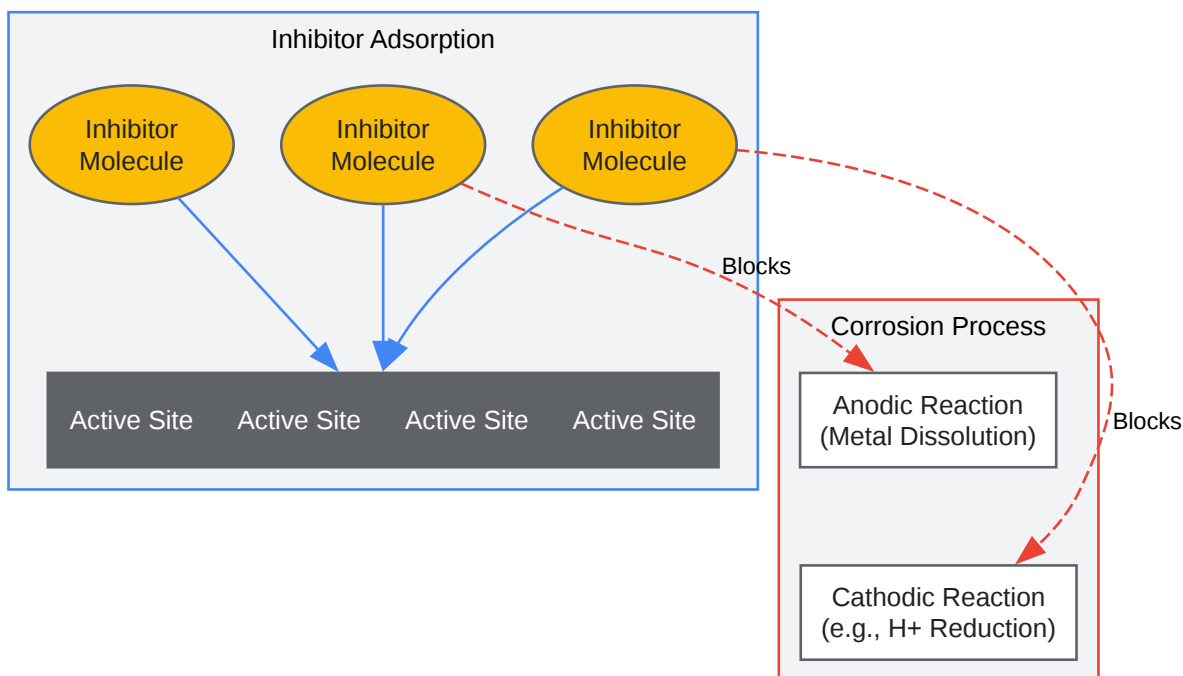 Inhibitor Adsorption
Inhibitor
Molecule
Inhibitor
Molecule
Inhibitor
Molecule
Blocks
Active Site Active Site Active Site Active Site
Corrosion Process
Anodic Reaction
(Metal Dissolution)
Blocks
Cathodic Reaction
(e.g., H+ Reduction)